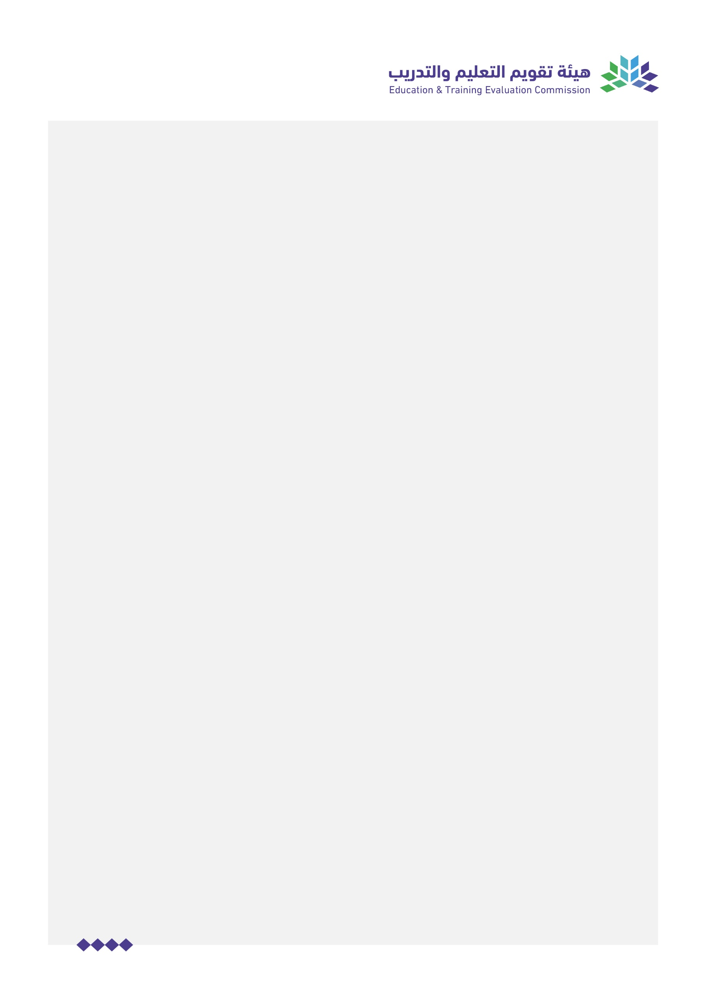 هيئة تقويم التعليم والتدريب
Education & Training Evaluation Commission